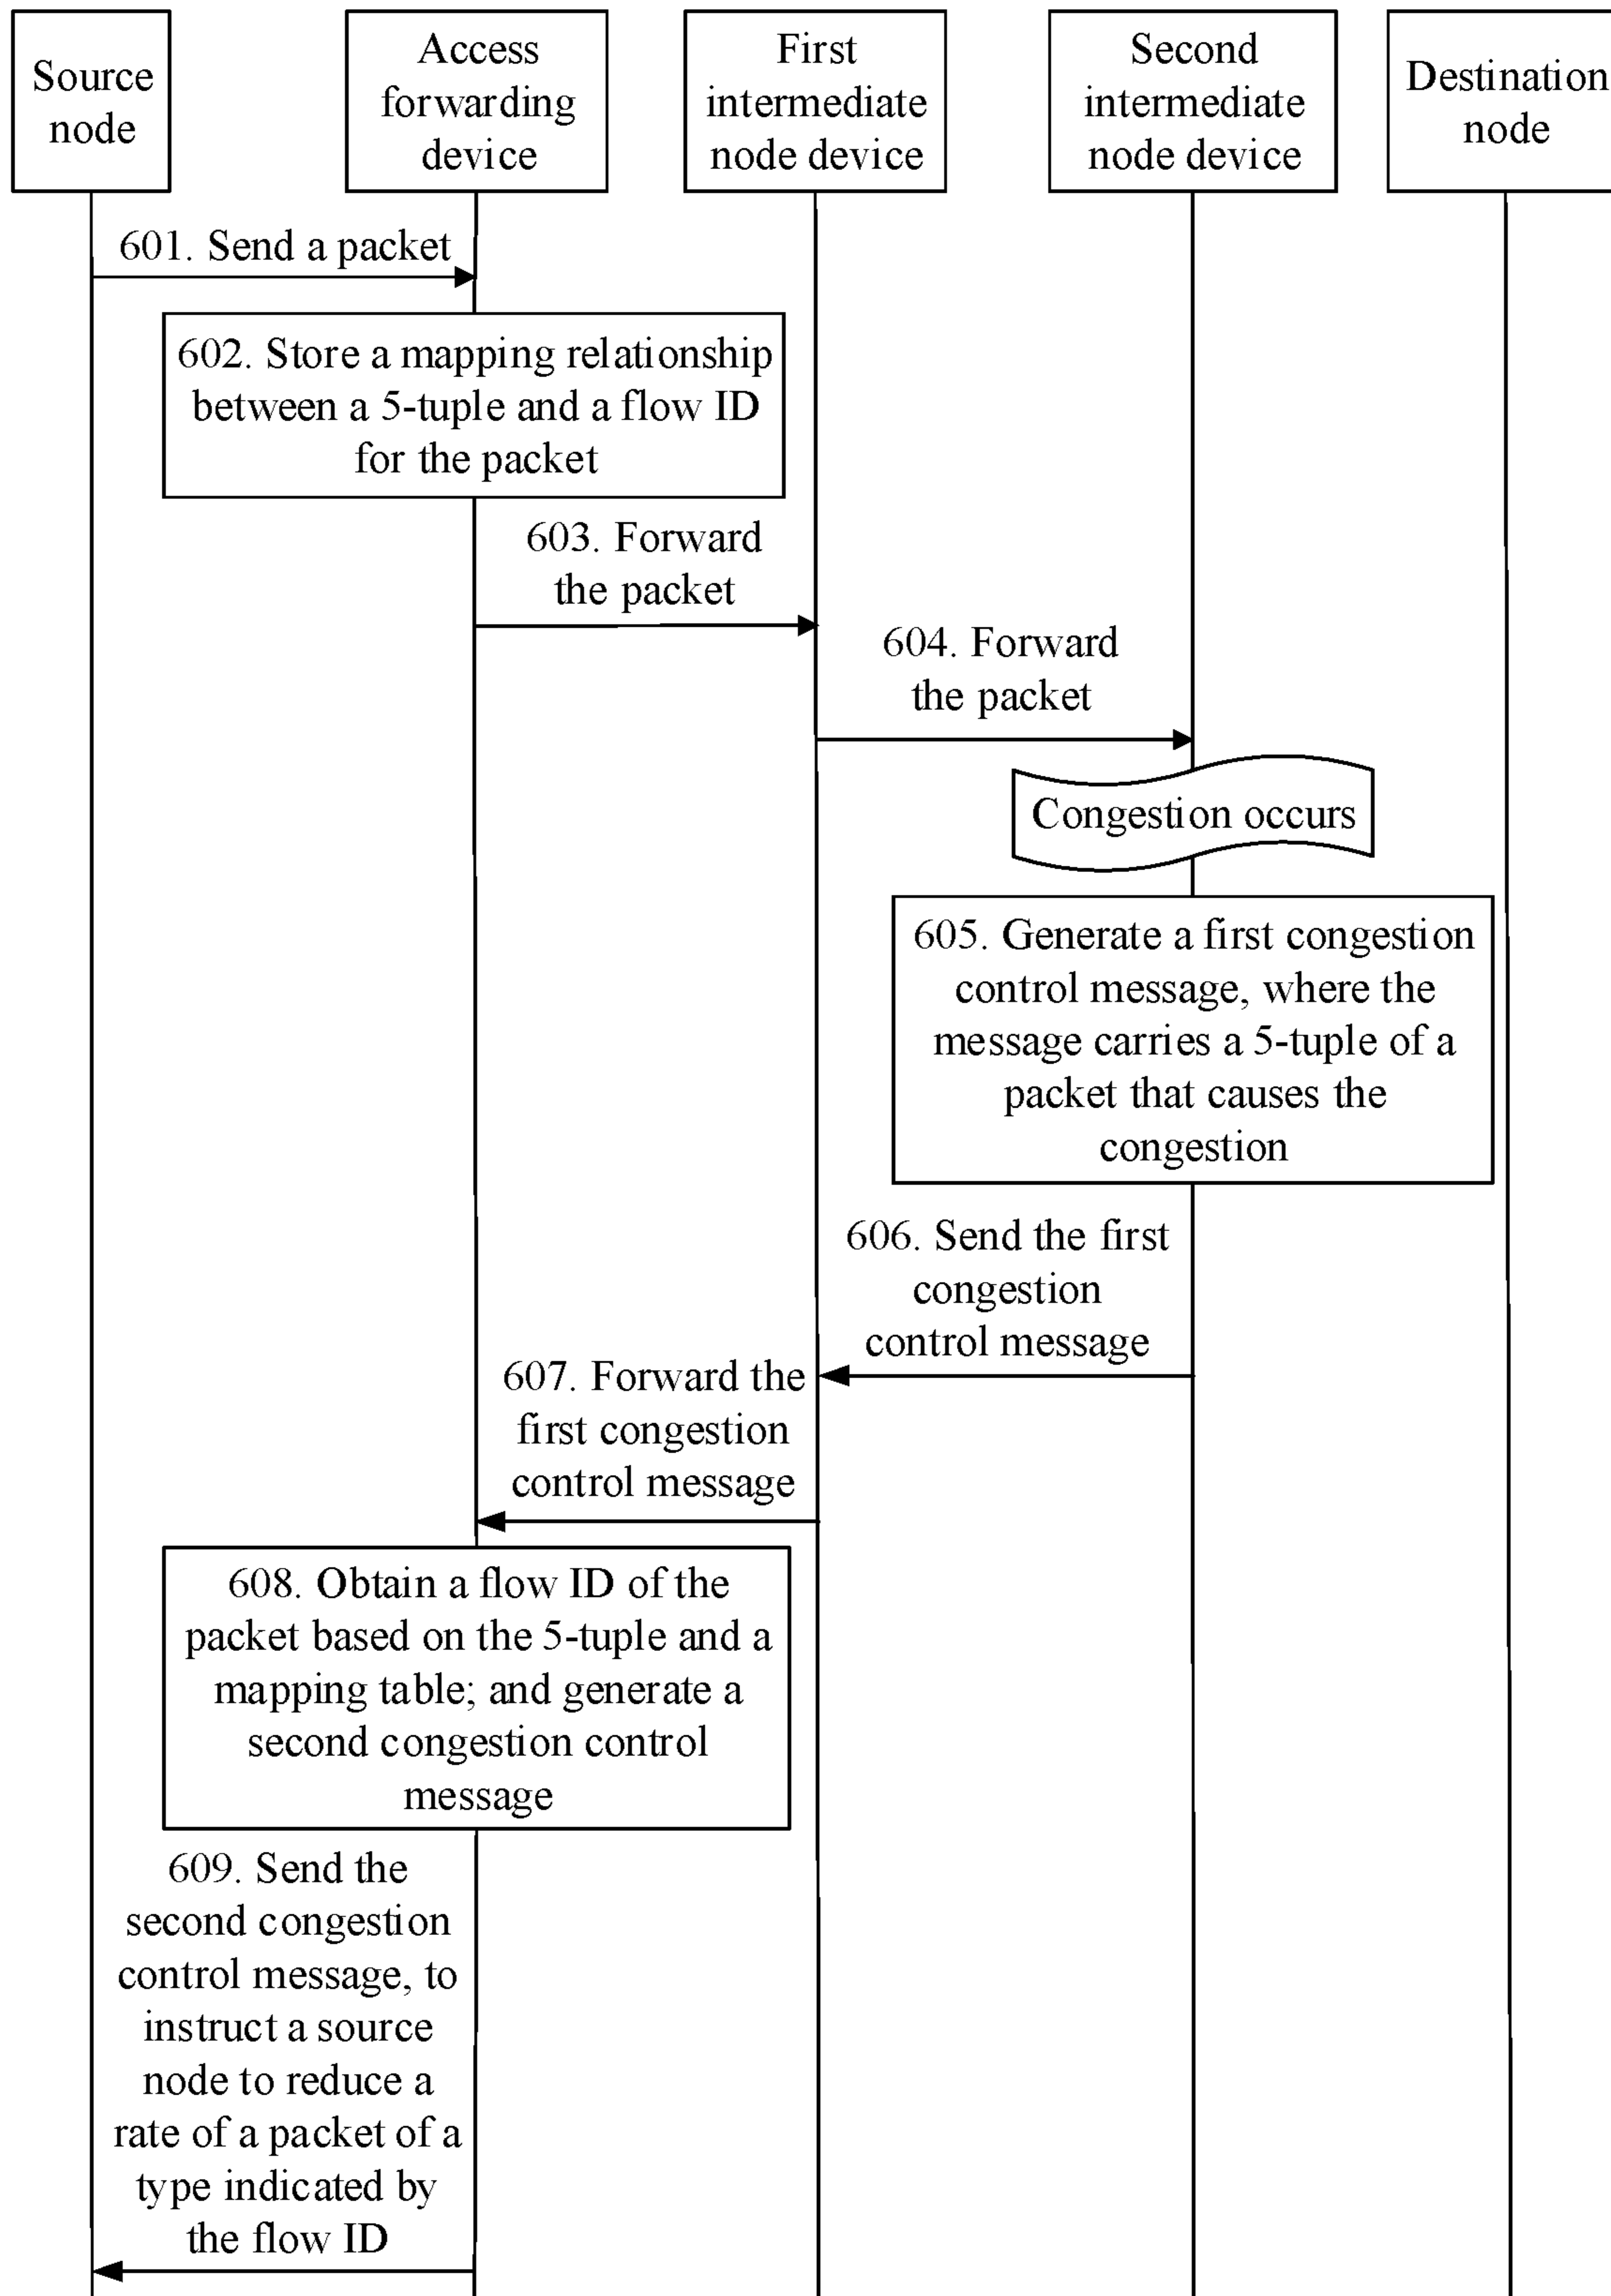 Source
node
Access
forwarding
device
First
intermediate
node device
Second
intermediate
node device
Destination
node
601. Send a packet
602. Store a mapping relationship
between a 5-tuple and a flow ID
for the packet
603. Forward
the packet
604. Forward
the packet
Congestion occurs
605. Generate a first congestion
control message, where the
message carries a 5-tuple of a
packet that causes the
congestion
606. Send the first
congestion
control message
607. Forward the
first congestion
control message
608. Obtain a flow ID of the
packet based on the 5-tuple and a
mapping table; and generate a
second congestion control
message
609. Send the
second congestion
control message, to
instruct a source
node to reduce a
rate of a packet of a
type indicated by
the flow ID